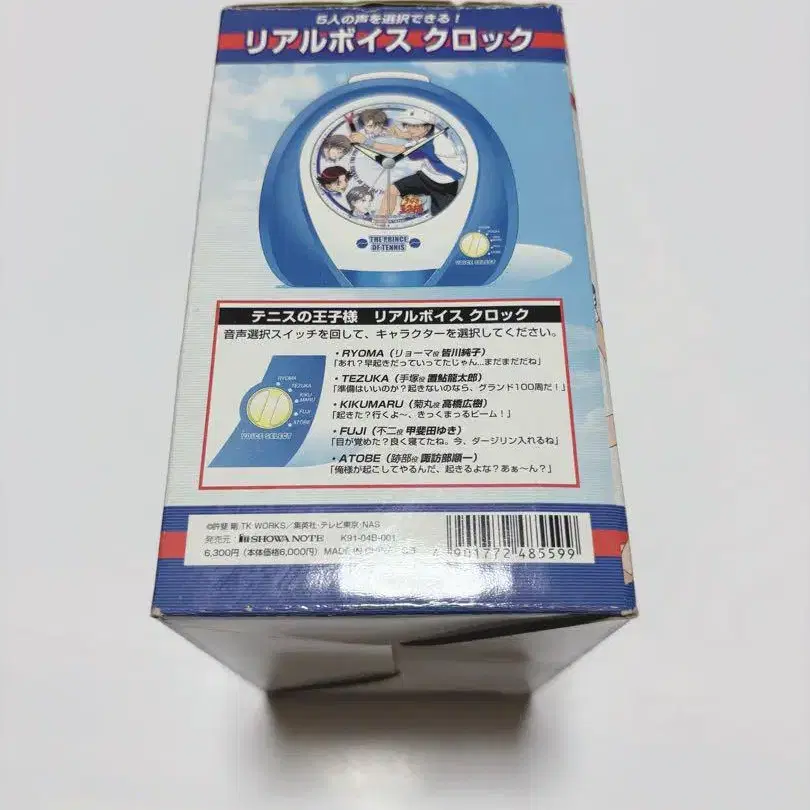 5人の声を選択できる!
リアルボイス クロック
THE PRINCE
OF TENNIS
VOICE SELECT
テニスの王子様 リアルボイス クロック
音声選択スイッチを回して、キャラクターを選択してください。
・RYOMA(リョーマ役 皆川純子)
「あれ?早起きだっていってたじゃん…まだまだだね」
・TEZUKA(手塚役 置鮎龍太郎)
「準備はいいのか?起きないのなら、グランド100周だ!」
・KIKUMARU(菊丸役 高橋広樹)
「起きた?行くよ〜、きっくまっるビーム!」
・FUJI(不二役 甲斐田ゆき)
「目が覚めた?良く寝てたね。今、ダージリン入れるね」
・ATOBE(跡部役 諏訪部順一)
「俺様が起こしてやるんだ、起きるよな?あぁ〜ん?」
RYOMA
TEZUKA
KIKU
MARU
FUJI
ATOBE
VOICE SELECT
©許斐 剛 TK WORKS/集英社・テレビ東京・NAS
発売元: SHOWA NOTE K91-04B-001
6,300円(本体価格6,000円) MADE IN
4 901772 485599